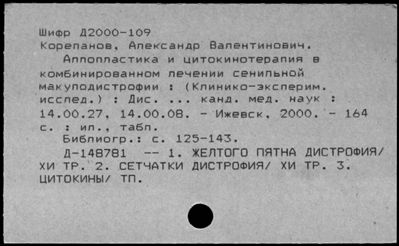 Шифр Д2000-109
Корепанов, Александр Валентинович.
Аллопластика и цитокинотерапия в
комбинированном лечении сенильной
макулодистрофии : (Клинико-эксперим.
исслед.) : Дис. ... канд. мед. наук :
14.00.27, 14.00.08. - Ижевск, 2000. - 164
с. : ил., табл.
Библиогр.: с. 125-143.
Д-148781 -- 1. ЖЕЛТОГО ПЯТНА ДИСТРОФИЯ/
ХИ ТР. 2. СЕТЧАТКИ ДИСТРОФИЯ/ ХИ ТР. 3.
ЦИТОКИНЫ/ ТП.